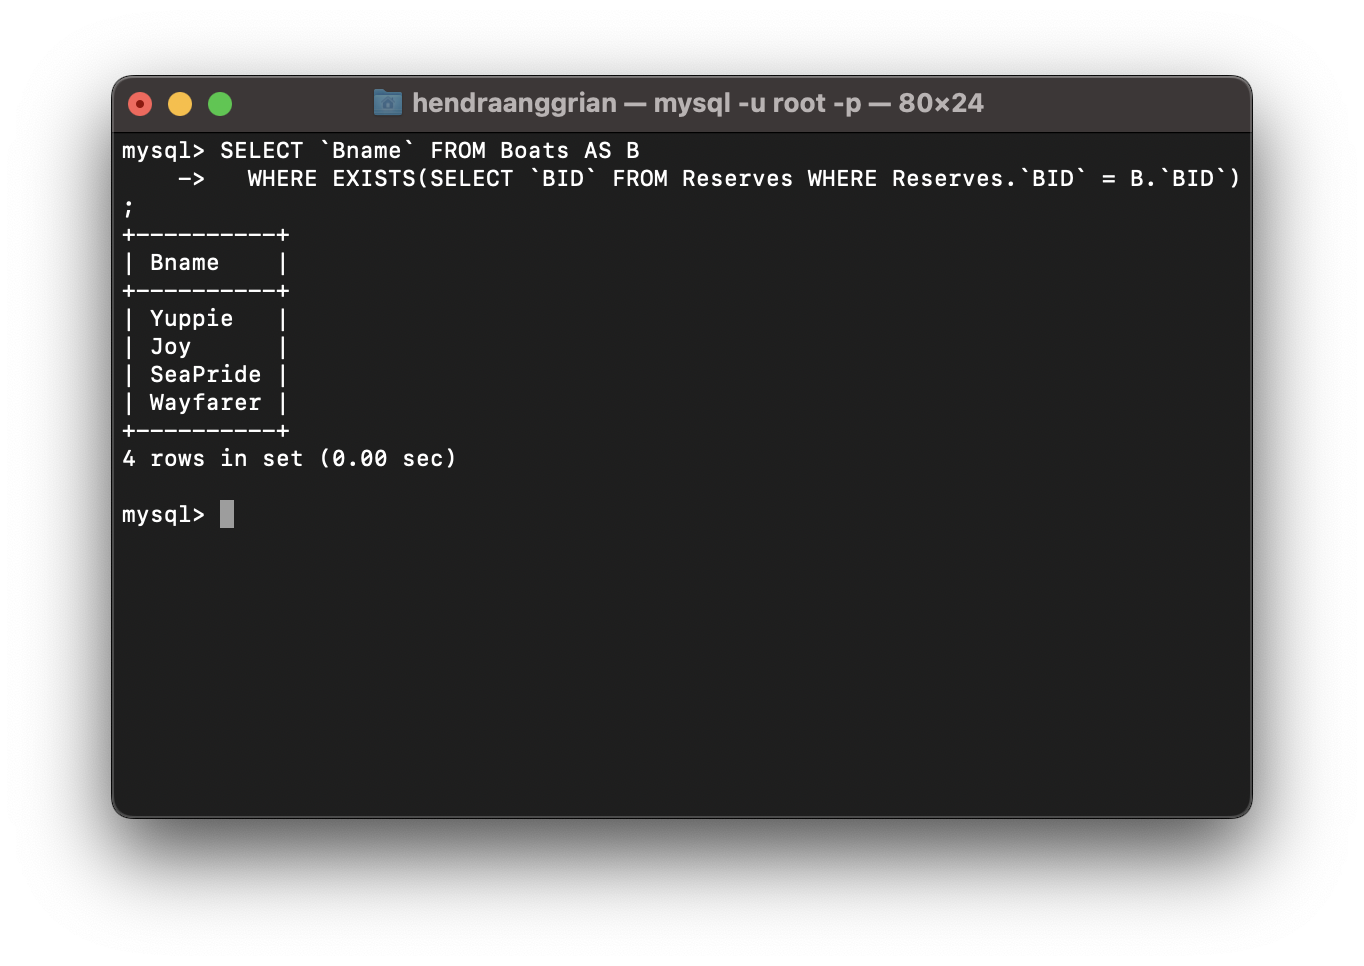 hendraanggrian — mysql -u root -p — 80×24
mysql> SELECT `Bname` FROM Boats AS B
    ->   WHERE EXISTS(SELECT `BID` FROM Reserves WHERE Reserves.`BID` = B.`BID`)
;
+----------+
| Bname    |
+----------+
| Yuppie   |
| Joy      |
| SeaPride |
| Wayfarer |
+----------+
4 rows in set (0.00 sec)
mysql>